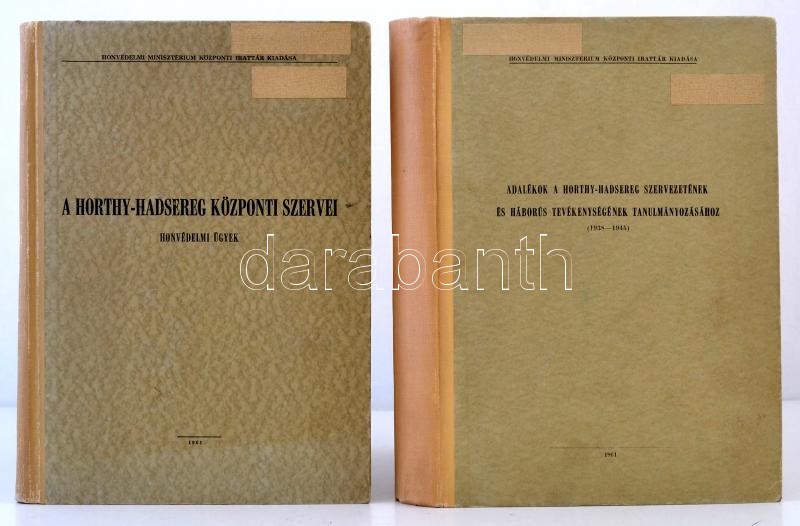 HONVÉDELMI MINISZTÉRIUM KÖZPONTI IRATTÁR KIADÁSA
A HORTHY-HADSEREG KÖZPONTI SZERVEI
HONVÉDELMI ÜGYEK
1961
HONVÉDELMI MINISZTÉRIUM KÖZPONTI IRATTÁR KIADÁSA
ADALÉKOK A HORTHY-HADSEREG SZERVEZETÉNEK
ÉS HÁBORÚS TEVÉKENYSÉGÉNEK TANULMÁNYOZÁSÁHOZ
(1938—1944)
1961
darabanth